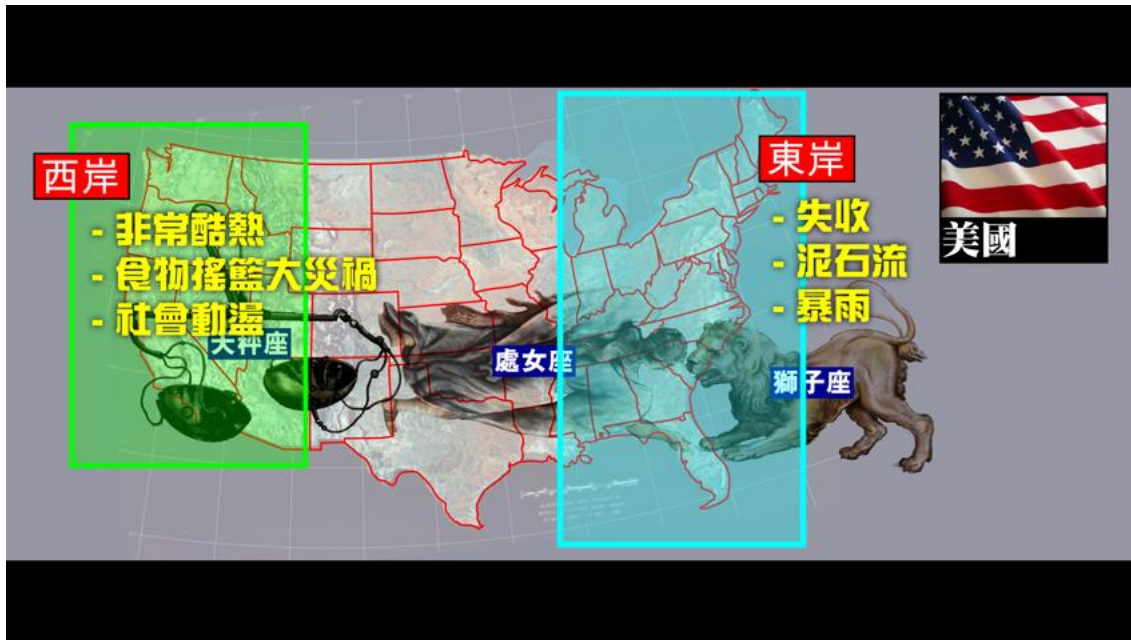 西岸
- 非常酷熱
- 食物搖籃大災禍
- 社會動盪
天秤座
處女座
東岸
- 失收
- 泥石流
- 暴雨
獅子座
美國